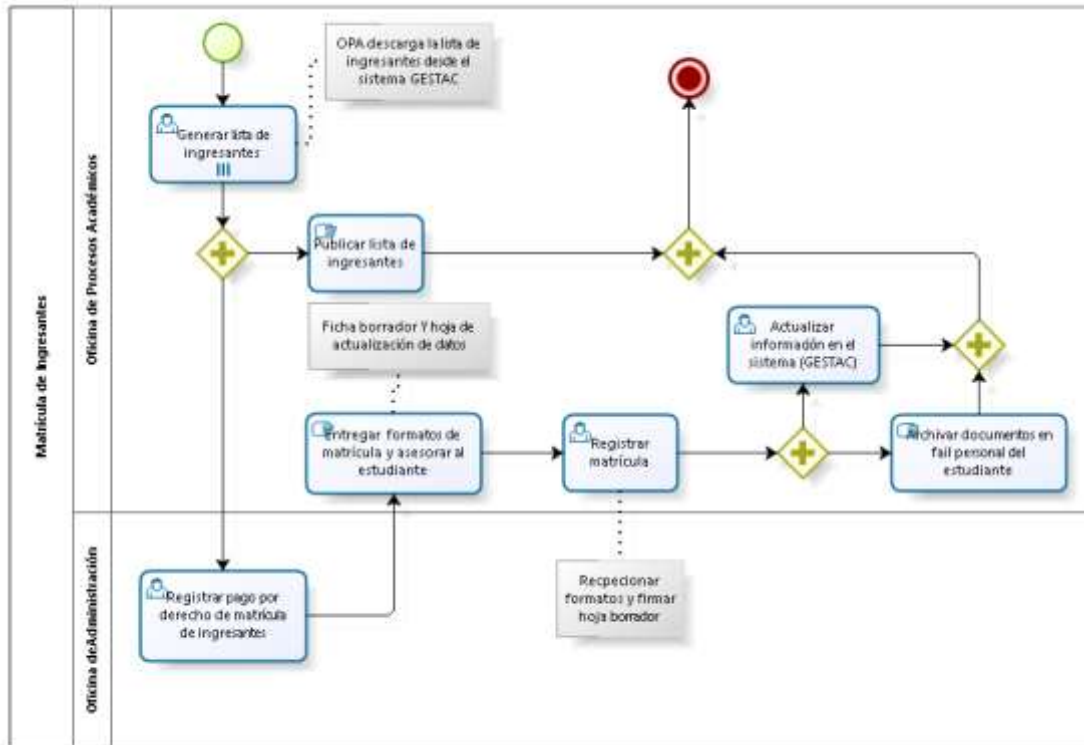 Matrícula de Ingresantes
Oficina de Procesos Académicos
OPA descarga la lista de
ingresantes desde el
sistema GESTAC
Generar lista de
ingresantes
Publicar lista de
ingresantes
Ficha borrador Y hoja de
actualización de datos
Actualizar
información en el
sistema (GESTAC)
Entregar formatos de
matrícula y asesorar al
estudiante
Registrar
matrícula
Archivar documentos en
fail personal del
estudiante
Oficina deAdministración
Registrar pago por
derecho de matrícula
de ingresantes
Recpecionar
formatos y firmar
hoja borrador